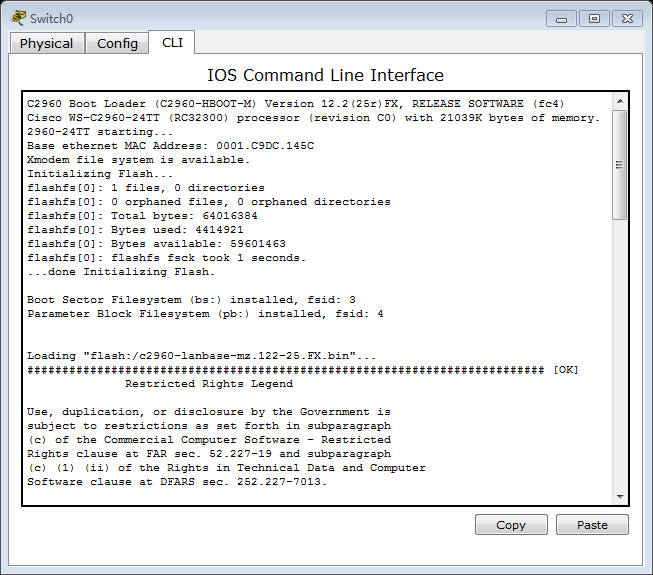 Switch0
Physical Config CLI
IOS Command Line Interface
C2960 Boot Loader (C2960-HBOOT-M) Version 12.2(25r)FX, RELEASE SOFTWARE (fc4)
Cisco WS-C2960-24TT (RC32300) processor (revision C0) with 21039K bytes of memory.
2960-24TT starting...
Base ethernet MAC Address: 0001.C9DC.145C
Xmodem file system is available.
Initializing Flash...
flashfs[0]: 1 files, 0 directories
flashfs[0]: 0 orphaned files, 0 orphaned directories
flashfs[0]: Total bytes: 64016384
flashfs[0]: Bytes used: 4414921
flashfs[0]: Bytes available: 59601463
flashfs[0]: flashfs fsck took 1 seconds.
...done Initializing Flash.
Boot Sector Filesystem (bs:) installed, fsid: 3
Parameter Block Filesystem (pb:) installed, fsid: 4
Loading "flash:/c2960-lanbase-mz.122-25.FX.bin"...
########################################################################## [OK]
Restricted Rights Legend
Use, duplication, or disclosure by the Government is
subject to restrictions as set forth in subparagraph
(c) of the Commercial Computer Software - Restricted
Rights clause at FAR sec. 52.227-19 and subparagraph
(c) (1) (ii) of the Rights in Technical Data and Computer
Software clause at DFARS sec. 252.227-7013.
Copy Paste